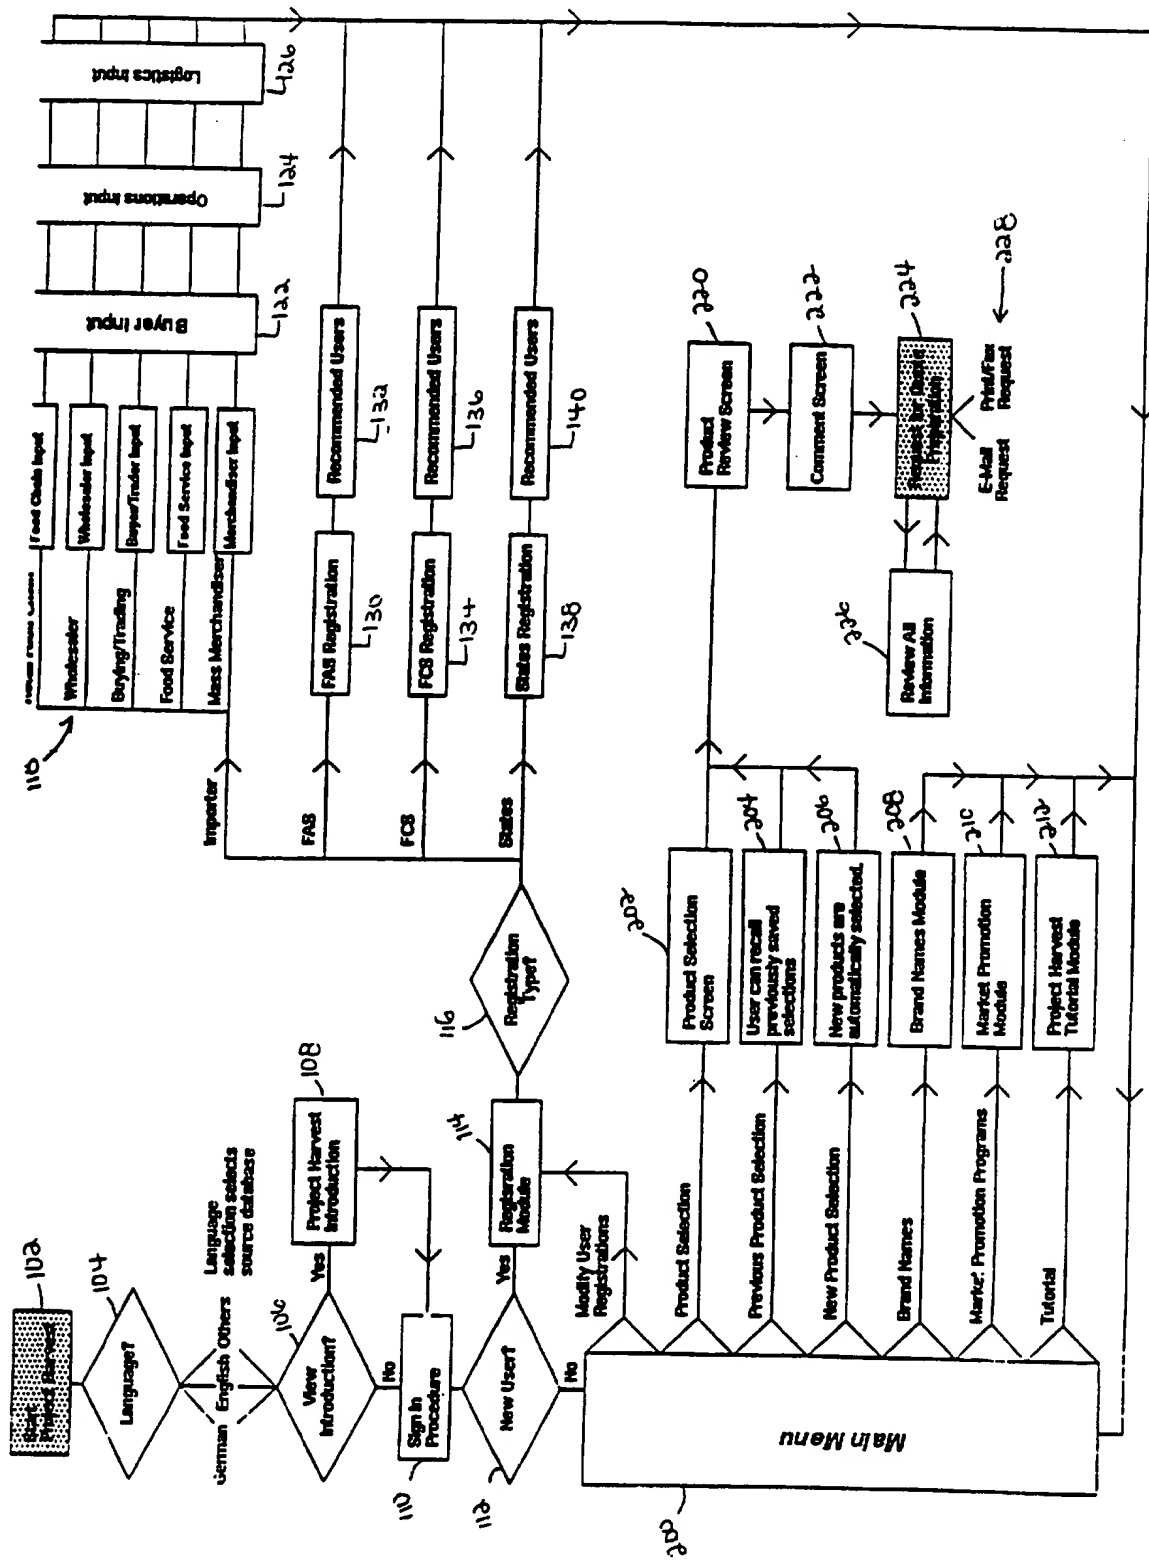 Start
Project Harvest
102
Language?
104
German
English
Others
Language
selection selects
source database
View
Introduction?
106
Yes
Project Harvest
Introduction
108
No
Sign In
Procedure
110
New User?
112
Yes
Registration
Module
114
No
Registration
Type?
116
Importer
FAS
FCS
States
110
Wholesaler
Buying/Trading
Food Service
Mass Merchandiser
Food Chain Input
Wholesaler Input
Buyer/Trader Input
Food Service Input
Merchandiser Input
Buyer Input
122
Operations Input
124
Logistics Input
126
FAS Registration
130
Recommended Users
132
FCS Registration
134
Recommended Users
136
States Registration
138
Recommended Users
140
Main Menu
200
Modify User
Registrations
Product Selection
Previous Product Selection
New Product Selection
Brand Names
Market Promotion Programs
Tutorial
Product Selection
Screen
202
User can recall
previously saved
selections
204
New products are
automatically selected.
206
Brand Names Module
208
Market Promotion
Module
210
Project Harvest
Tutorial Module
212
Product
Review Screen
220
Comment Screen
222
Request for Quote
Preparation
224
Review All
Information
226
E-Mail
Request
Print/Fax
Request
228